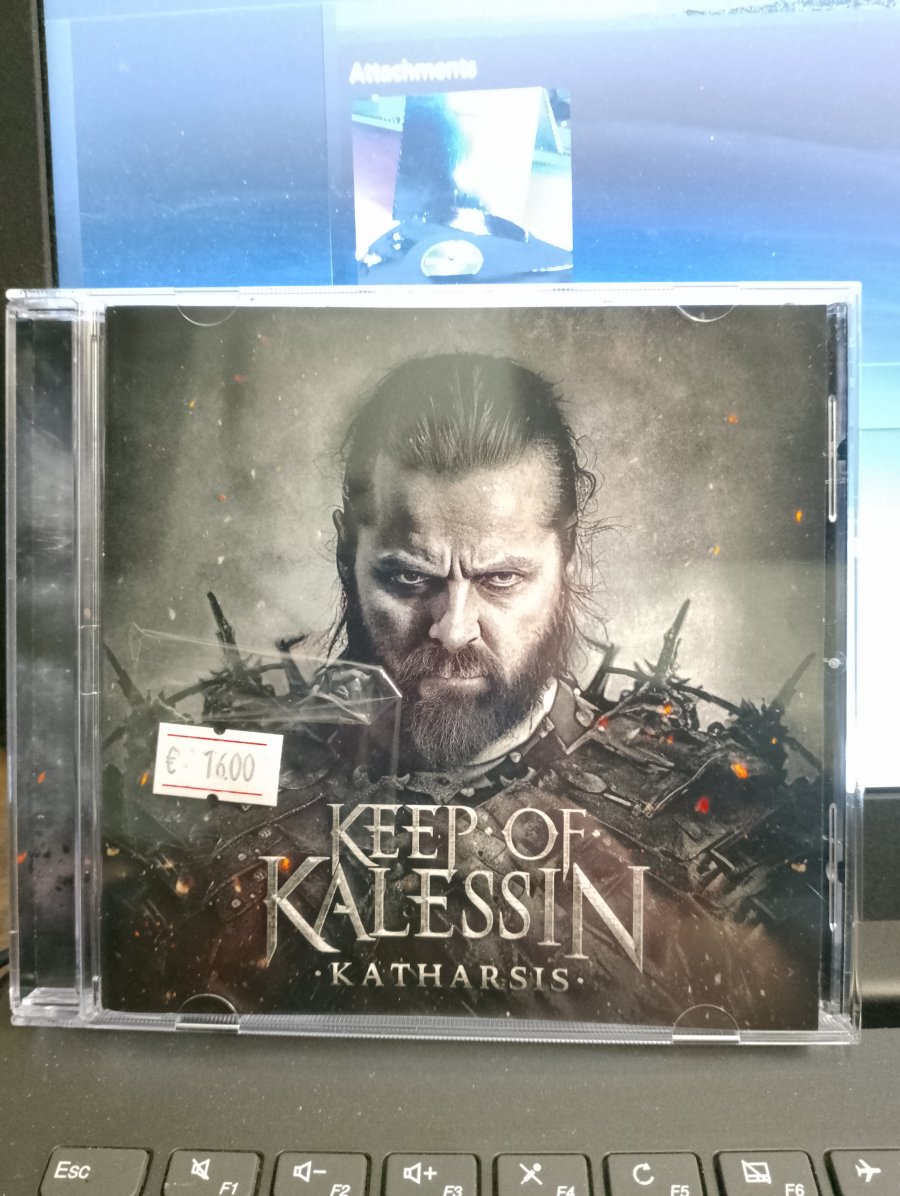 Attachments
€ 16.00
KEEP·OF·
KALESSIN
·KATHARSIS·
Esc
F1
F2
F3
F4
F5
F6